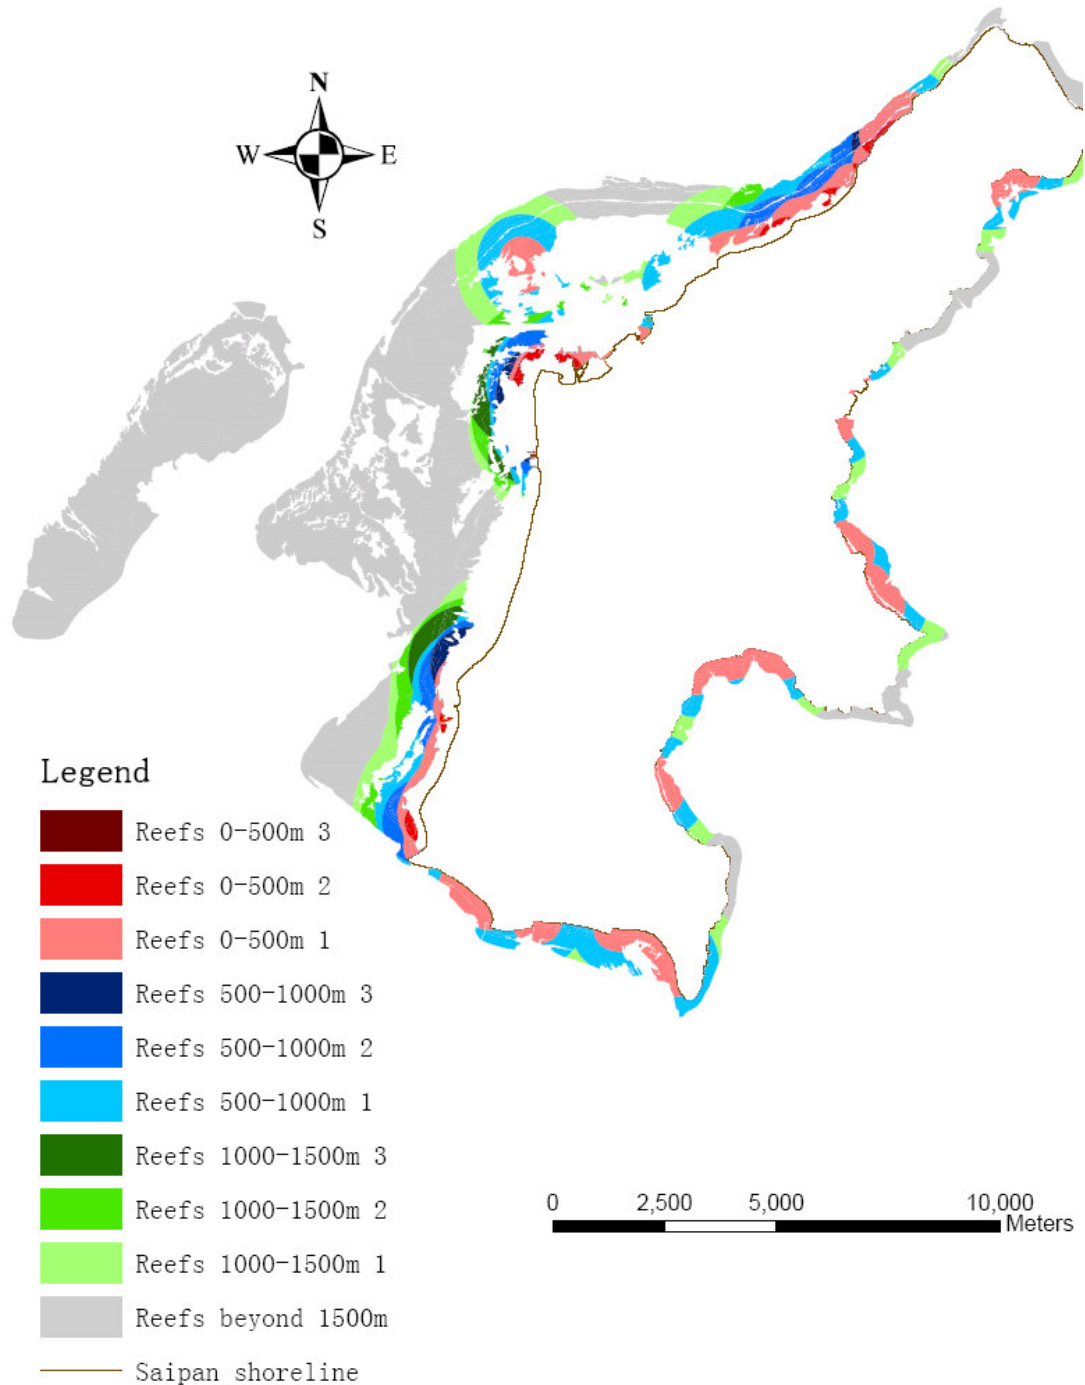 N
W E
S
Legend
Reefs 0-500m 3
Reefs 0-500m 2
Reefs 0-500m 1
Reefs 500-1000m 3
Reefs 500-1000m 2
Reefs 500-1000m 1
Reefs 1000-1500m 3
Reefs 1000-1500m 2
Reefs 1000-1500m 1
Reefs beyond 1500m
Saipan shoreline
0 2,500 5,000 10,000
Meters